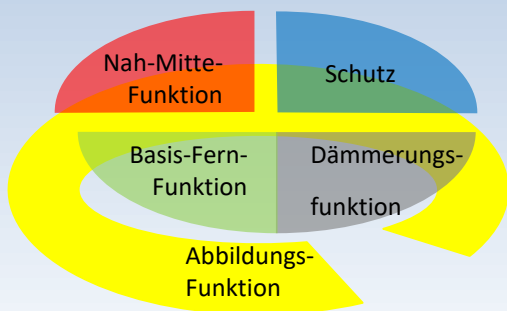 Nah-Mitte-
Funktion
Schutz
Basis-Fern-
Funktion
Dämmerungs-
funktion
Abbildungs-
Funktion